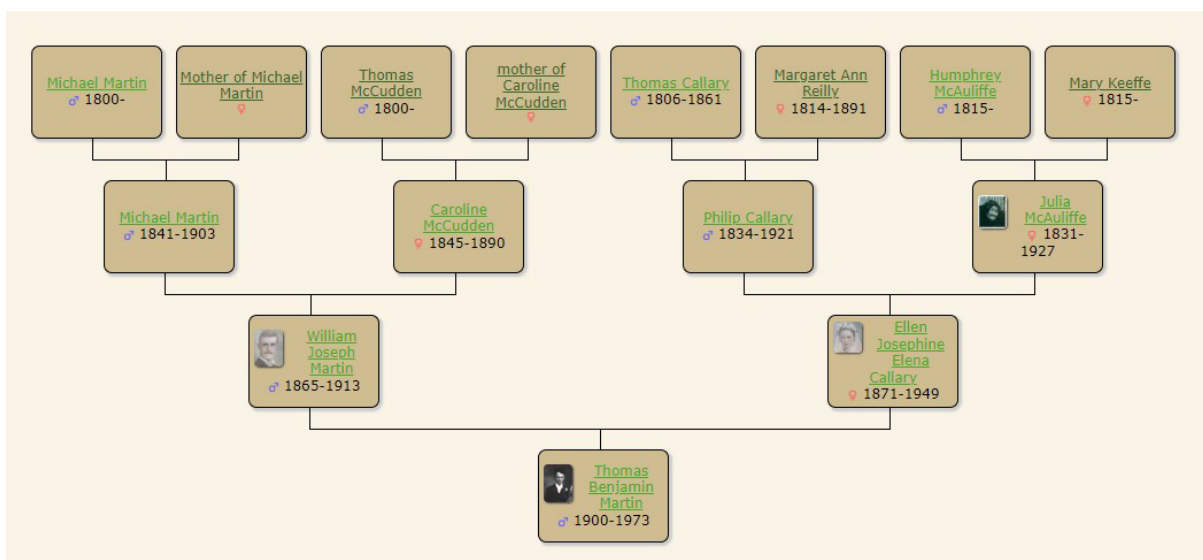 Michael Martin
♂ 1800-
Mother of Michael
Martin
♀
Thomas
McCudden
♂ 1800-
mother of
Caroline
McCudden
♀
Thomas Callary
♂ 1806-1861
Margaret Ann
Reilly
♀ 1814-1891
Humphrey
McAuliffe
♂ 1815-
Mary Keeffe
♀ 1815-
Michael Martin
♂ 1841-1903
Caroline
McCudden
♀ 1845-1890
Philip Callary
♂ 1834-1921
Julia
McAuliffe
♀ 1831-
1927
William
Joseph
Martin
♂ 1865-1913
Ellen
Josephine
Elena
Callary
♀ 1871-1949
Thomas
Benjamin
Martin
♂ 1900-1973